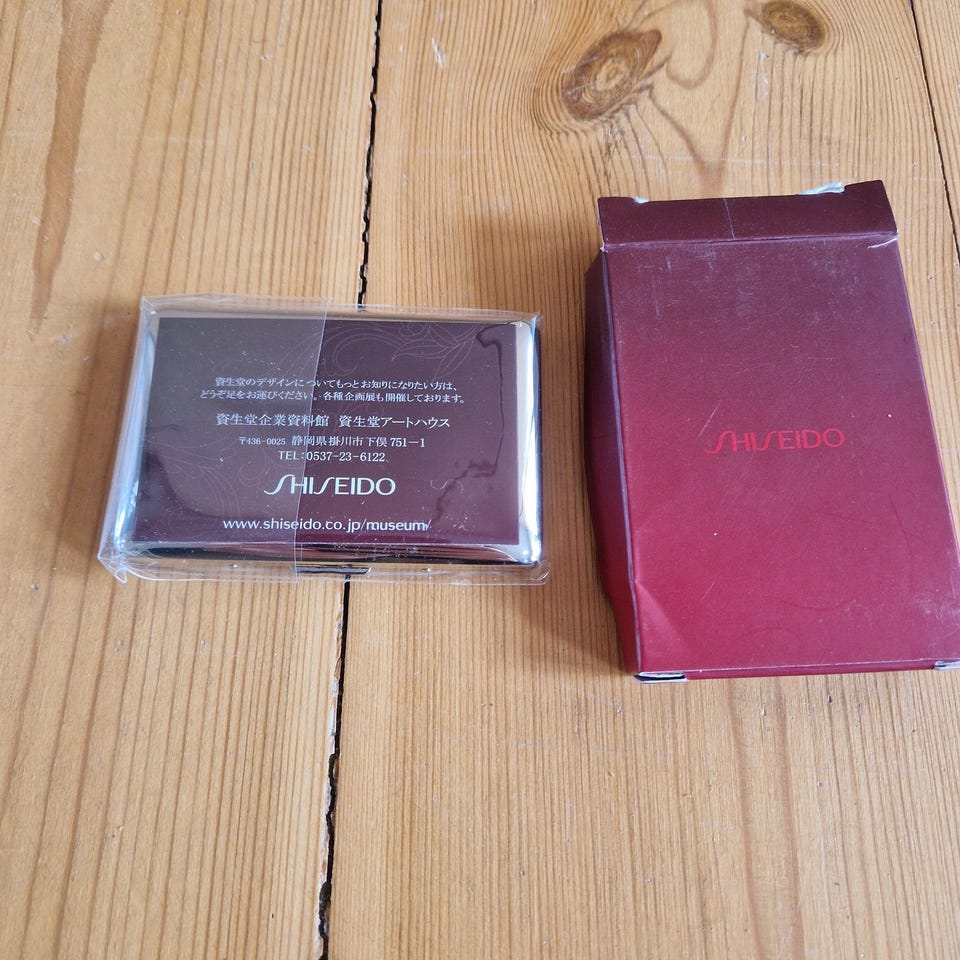 資生堂のデザインについてもっとお知りになりたい方は、
どうぞ足をお運びください。各種企画展も開催しております。
資生堂企業資料館 資生堂アートハウス
〒436-0025 静岡県掛川市下俣751-1
TEL:0537-23-6122
SHISEIDO
www.shiseido.co.jp/museum/
SHISEIDO